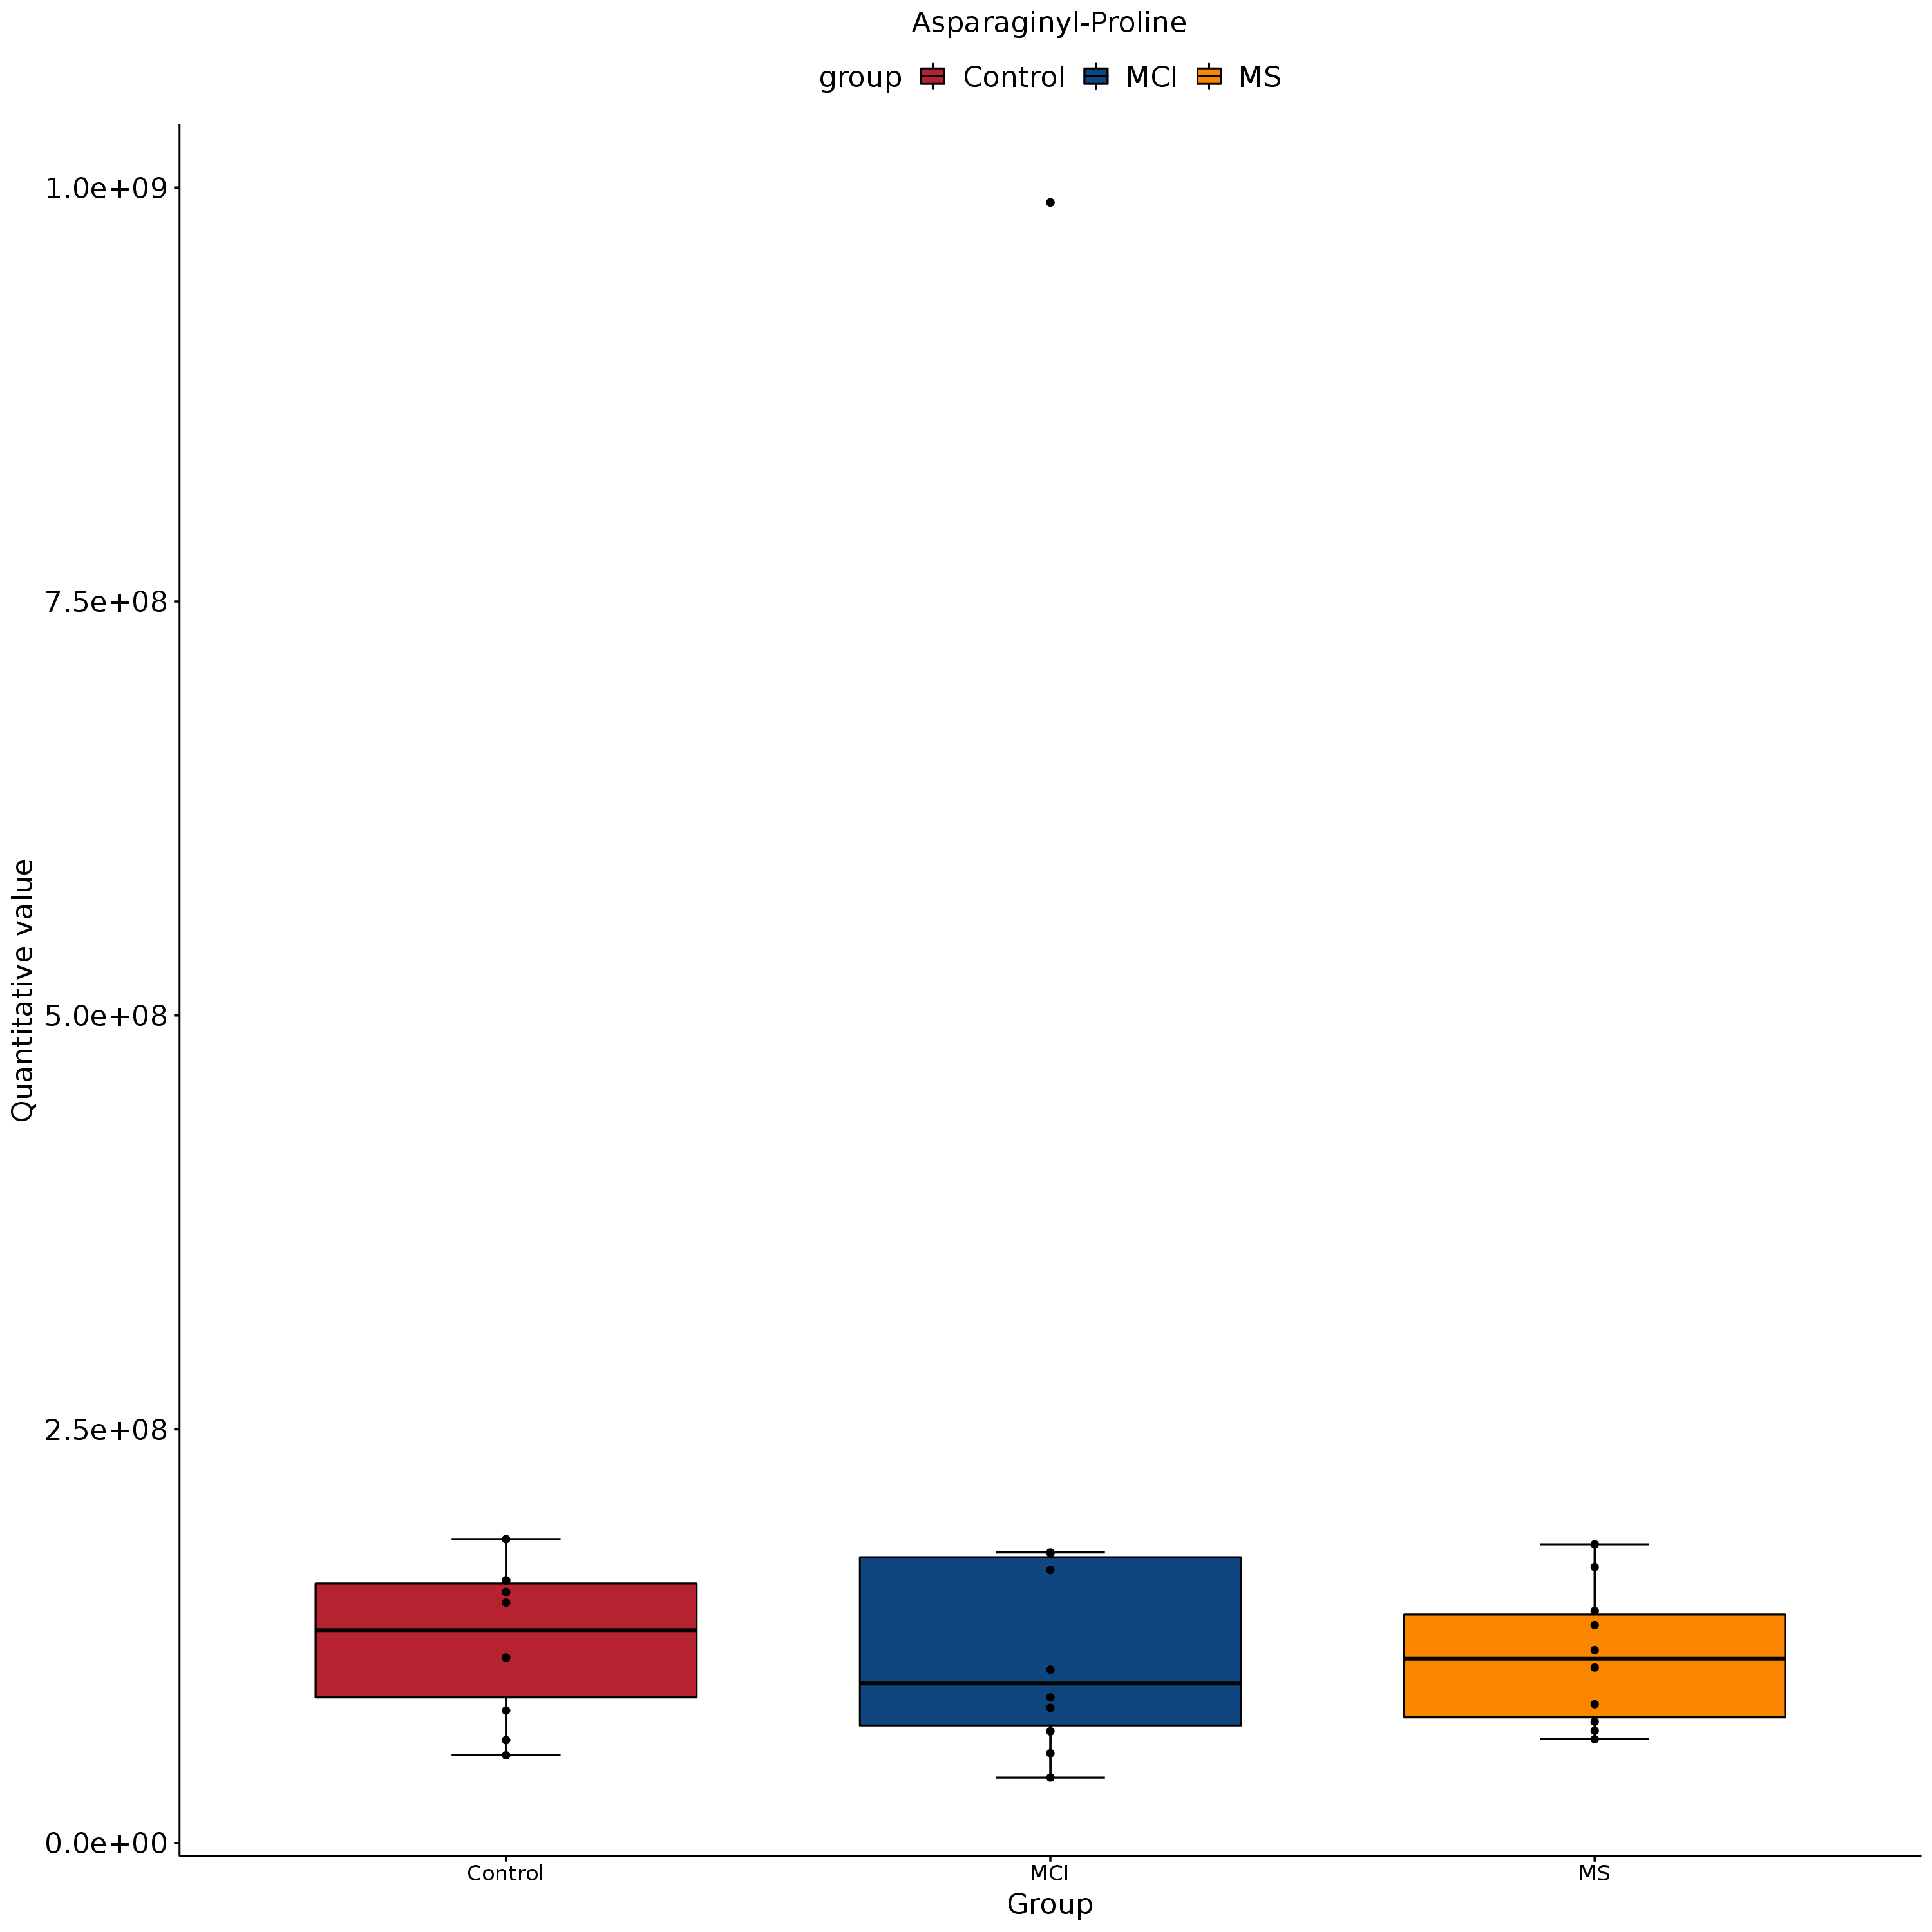 Asparaginyl-Proline
group Control MCI MS
1.0e+09
7.5e+08
5.0e+08
2.5e+08
0.0e+00
Quantitative value
Control MCI MS
Group